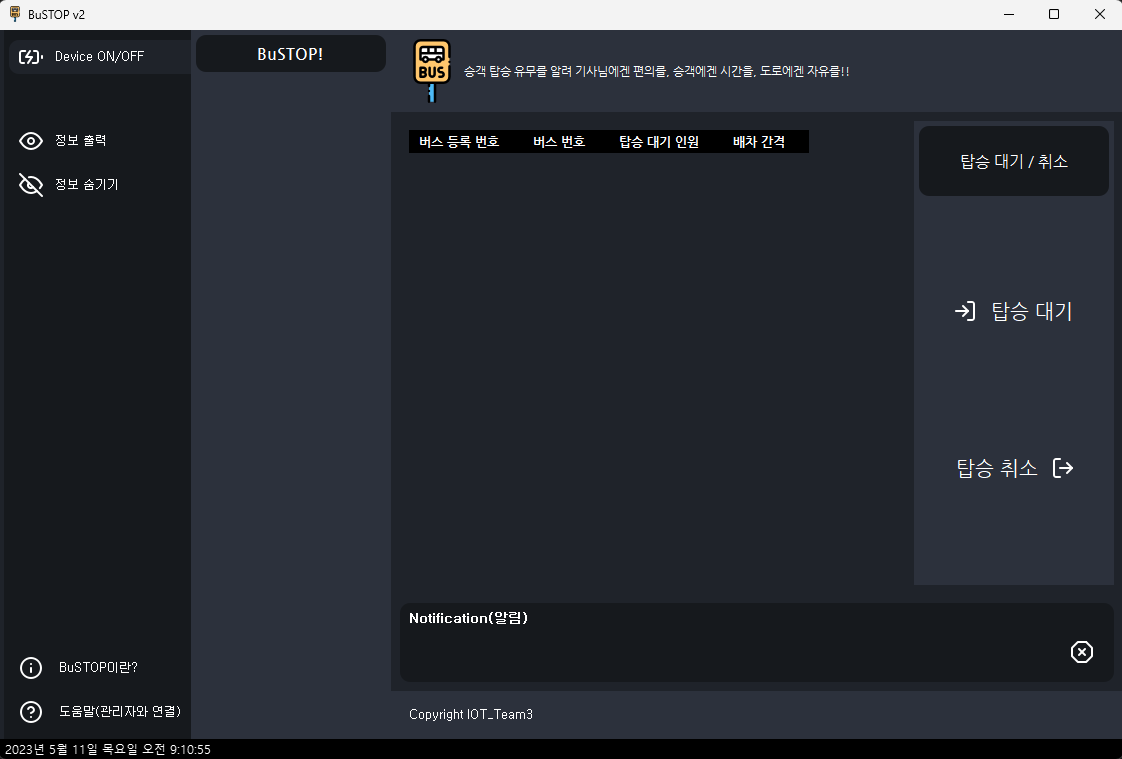 BuSTOP v2
Device ON/OFF
BuSTOP!
BUS
승객 탑승 유무를 알려 기사님에겐 편의를, 승객에겐 시간을, 도로에겐 자유를!!
정보 출력
정보 숨기기
버스 등록 번호 버스 번호 탑승 대기 인원 배차 간격
탑승 대기 / 취소
탑승 대기
탑승 취소
Notification(알림)
BuSTOP이란?
도움말(관리자와 연결)
Copyright IOT_Team3
2023년 5월 11일 목요일 오전 9:10:55